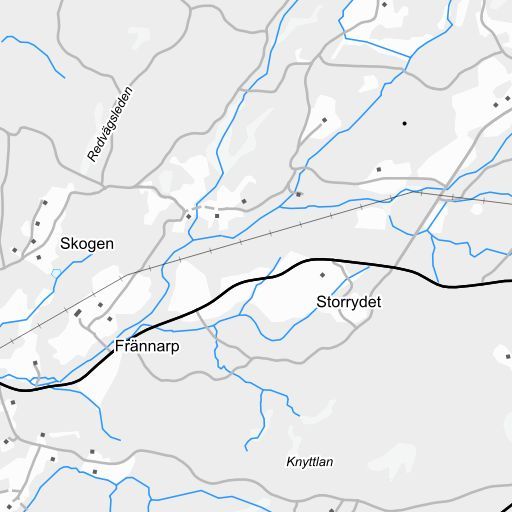 Redvägsleden
Skogen
Storrydet
Frännarp
Knyttlan